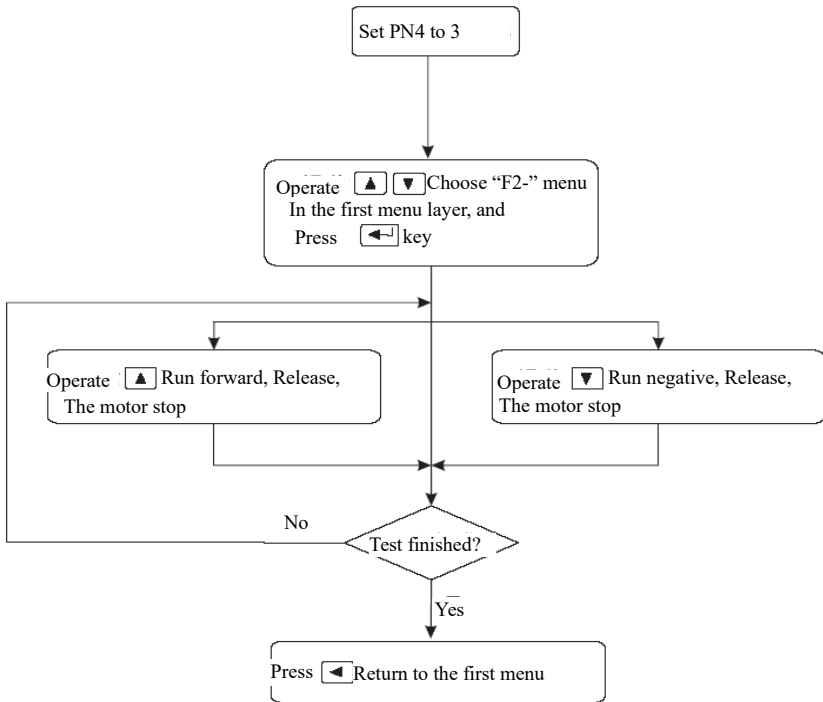 Set PN4 to 3
Operate ▲ ▼ Choose “F2-” menu
In the first menu layer, and
Press ↵ key
Operate ▲ Run forward, Release,
The motor stop
Operate ▼ Run negative, Release,
The motor stop
No
Test finished?
Yes
Press ◄ Return to the first menu